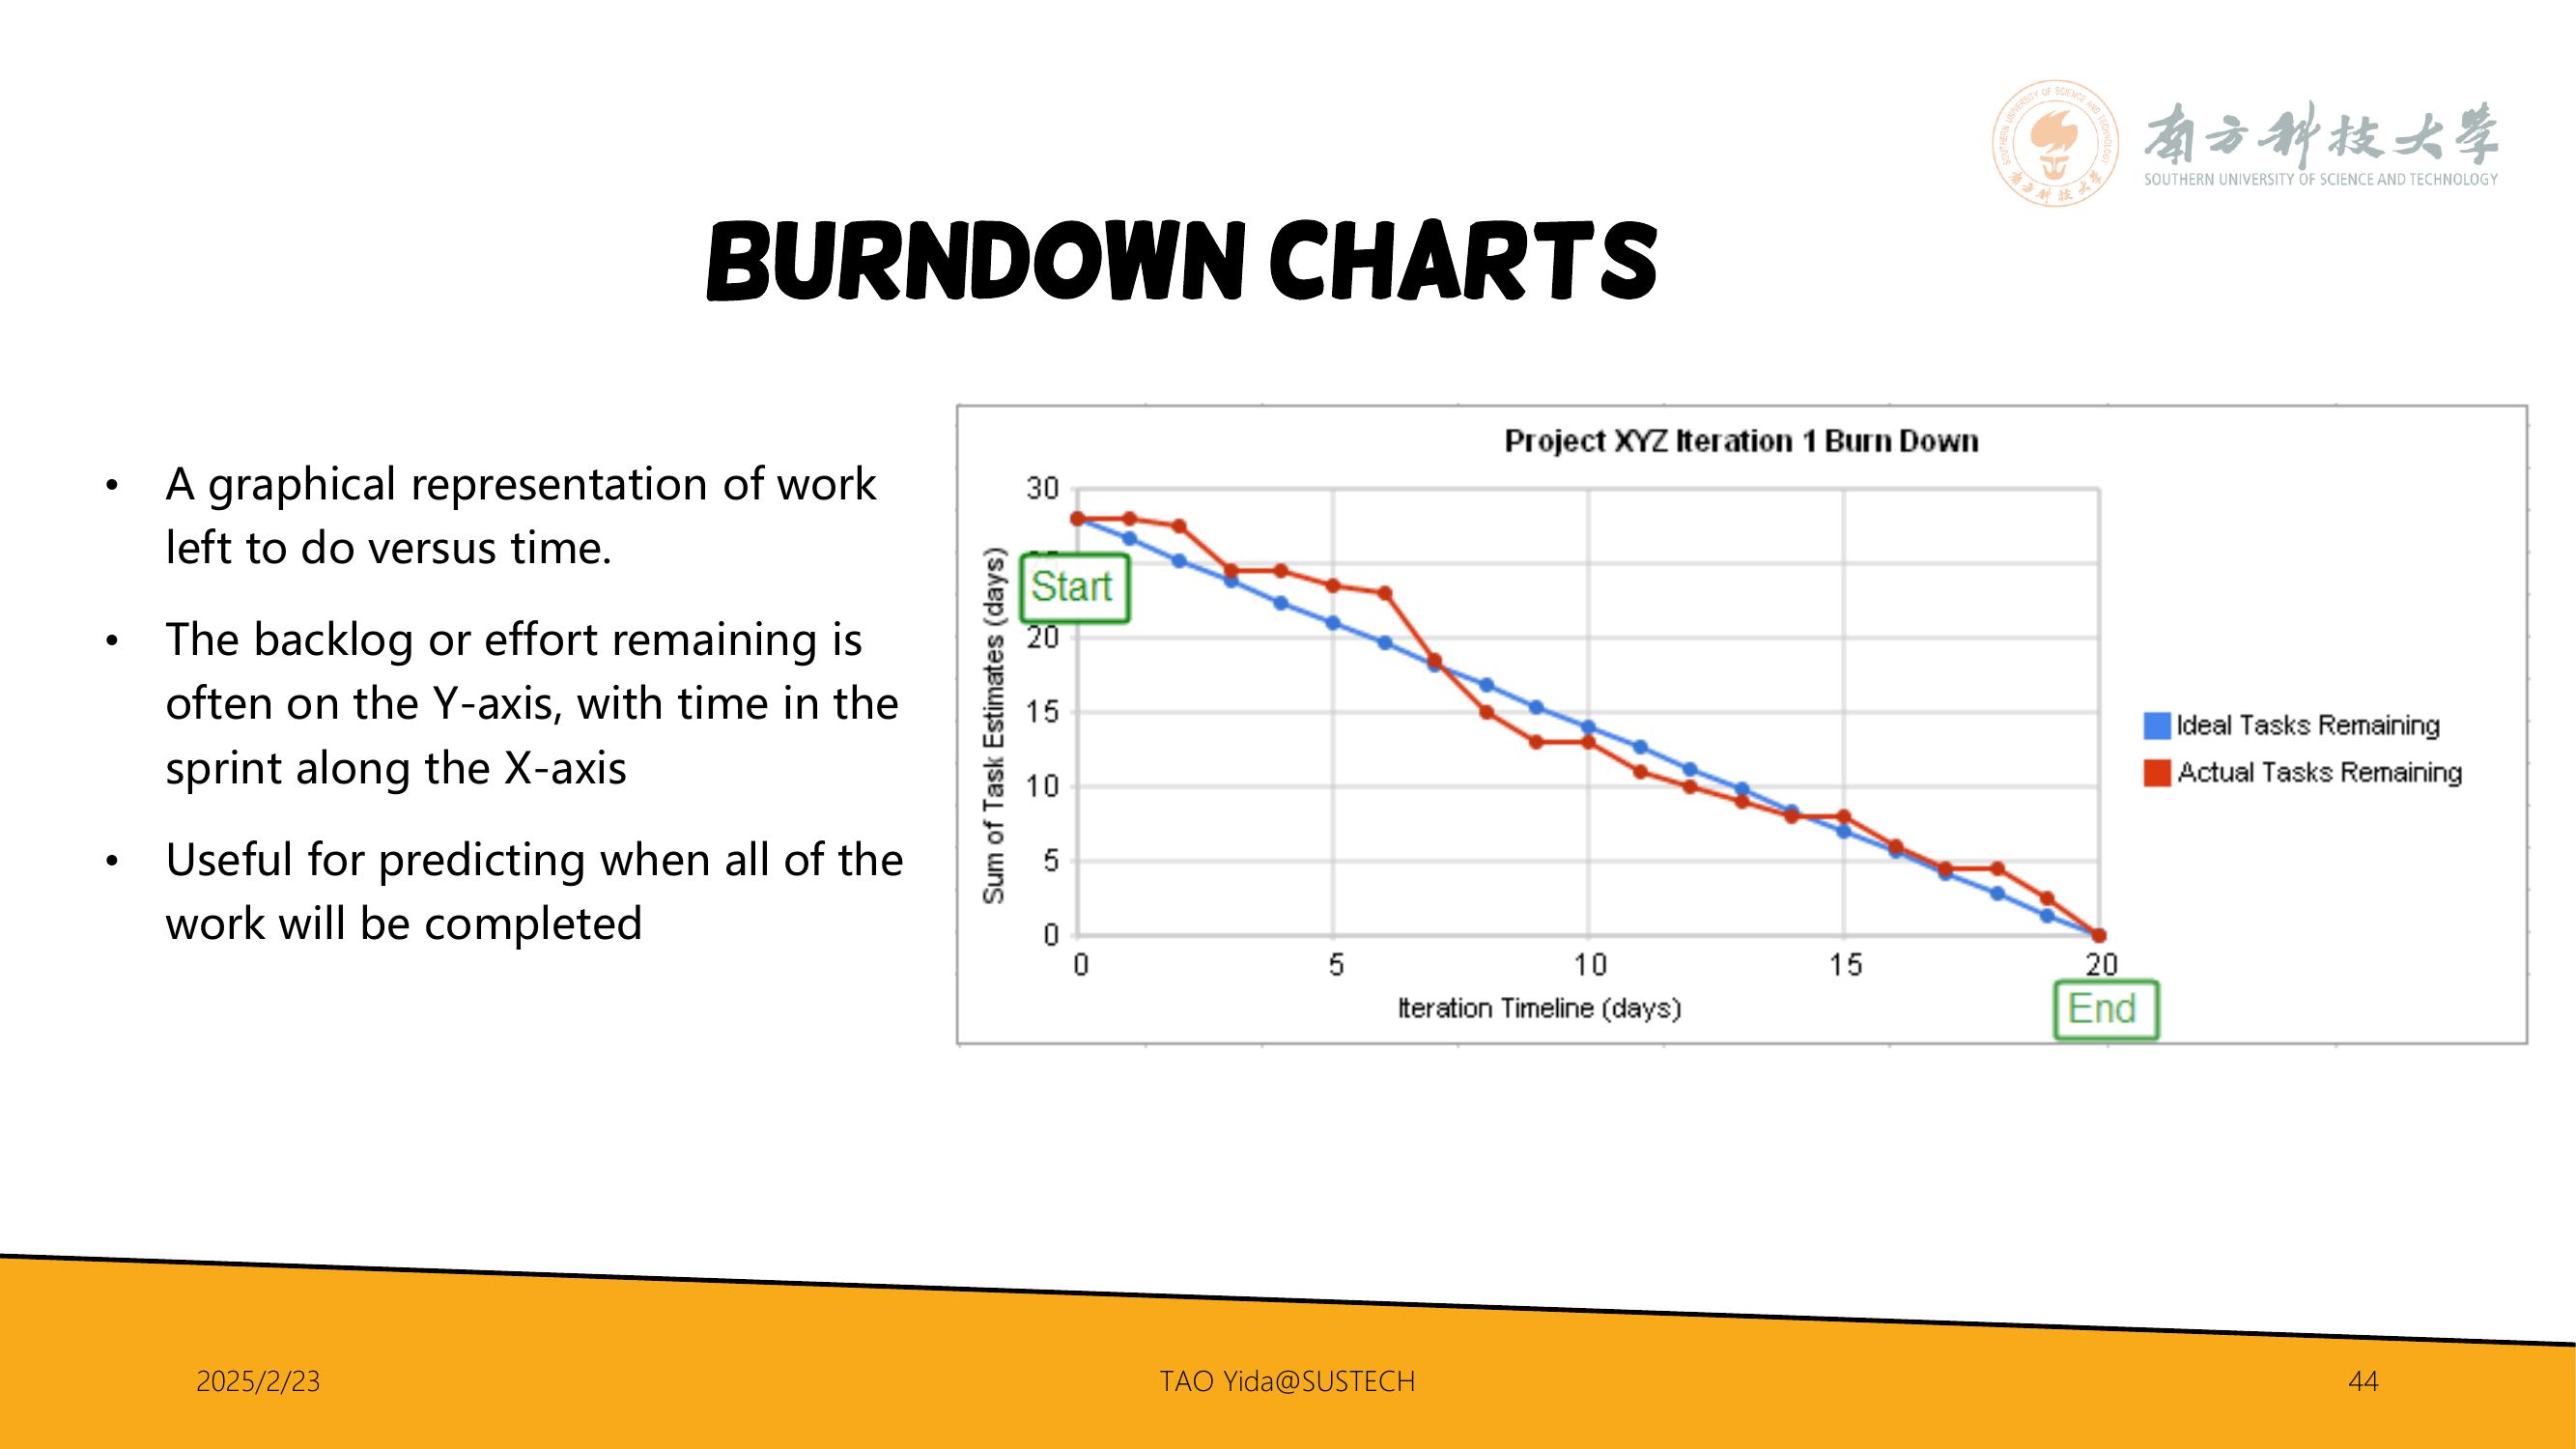 南方科技大学
SOUTHERN UNIVERSITY OF SCIENCE AND TECHNOLOGY
BURNDOWN CHARTS
• A graphical representation of work
left to do versus time.
• The backlog or effort remaining is
often on the Y-axis, with time in the
sprint along the X-axis
• Useful for predicting when all of the
work will be completed
Project XYZ Iteration 1 Burn Down
Sum of Task Estimates (days)
30
Start
20
15
10
5
0
0 5 10 15 20
Iteration Timeline (days)
End
Ideal Tasks Remaining
Actual Tasks Remaining
2025/2/23
TAO Yida@SUSTECH
44